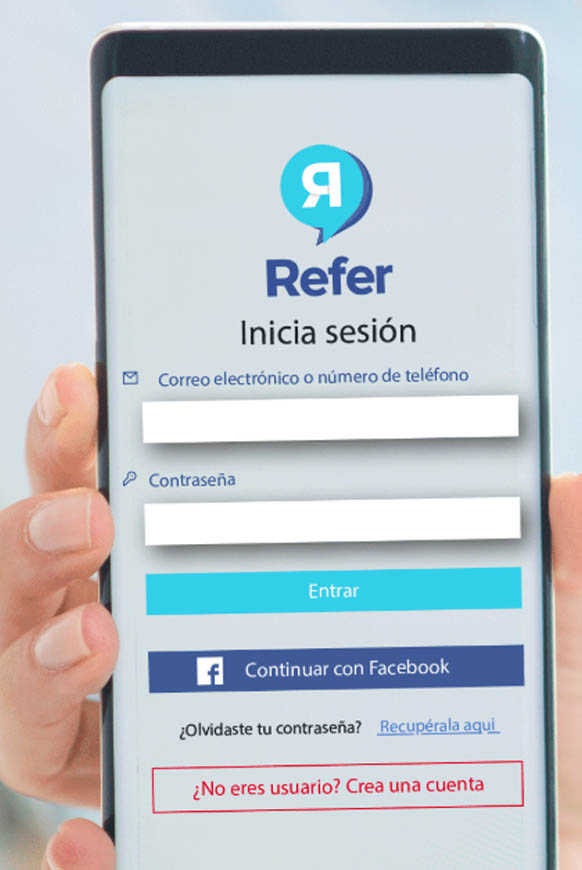 Я
Refer
Inicia sesión
Correo electrónico o número de teléfono
Contraseña
Entrar
f Continuar con Facebook
¿Olvidaste tu contraseña? Recupérala aqui
¿No eres usuario? Crea una cuenta